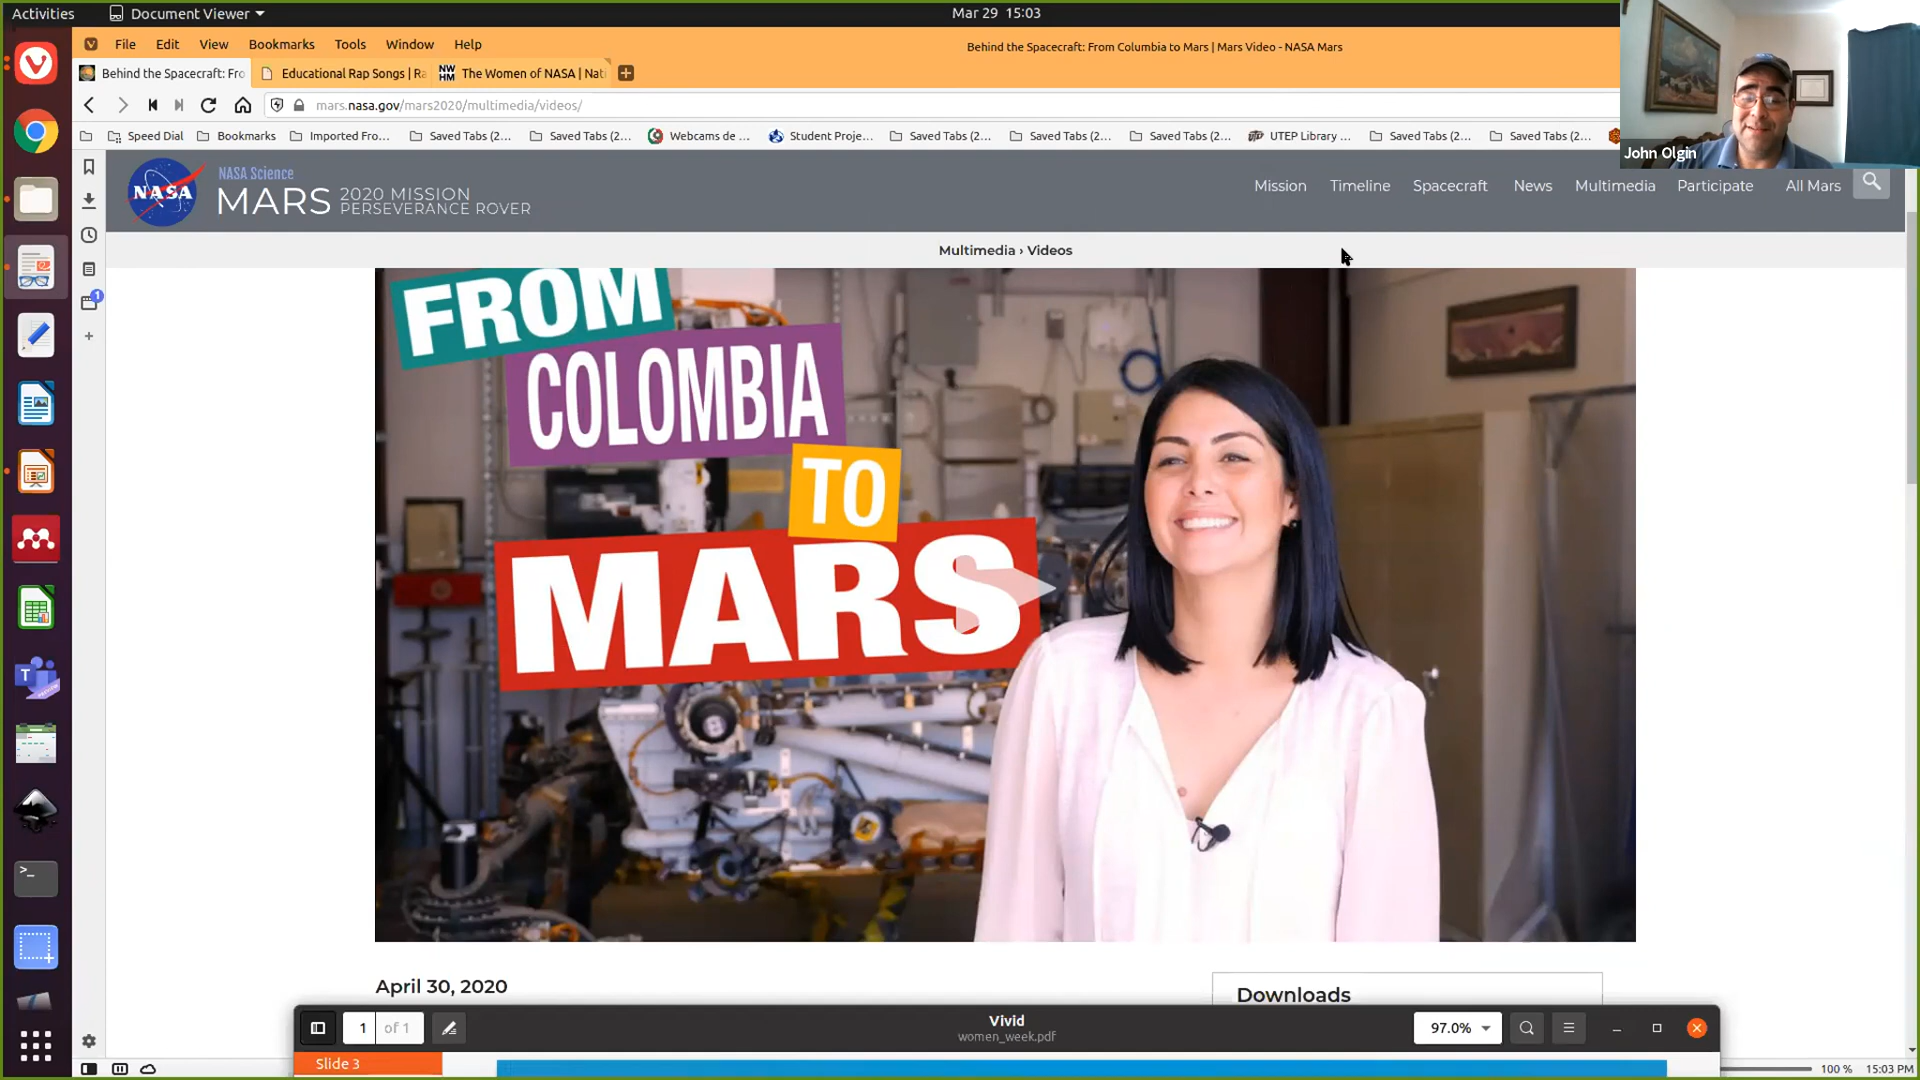 Activities
Document Viewer
Mar 29 15:03
File Edit View Bookmarks Tools Window Help
Behind the Spacecraft: From Columbia to Mars | Mars Video - NASA Mars
Behind the Spacecraft: Fro
Educational Rap Songs | Ra
NW
HM
The Women of NASA | Nati
mars.nasa.gov/mars2020/multimedia/videos/
Speed Dial
Bookmarks
Imported Fro...
Saved Tabs (2...
Saved Tabs (2...
Webcams de ...
Student Proje...
Saved Tabs (2...
Saved Tabs (2...
Saved Tabs (2...
UTEP Library ...
Saved Tabs (2...
Saved Tabs (2...
John Olgin
NASA
NASA Science
MARS
2020 MISSION
PERSEVERANCE ROVER
Mission
Timeline
Spacecraft
News
Multimedia
Participate
All Mars
1
Multimedia › Videos
FROM
COLOMBIA
TO
MARS
April 30, 2020
Downloads
1 of 1
Vivid
women_week.pdf
97.0%
Slide 3
100 %
15:03 PM